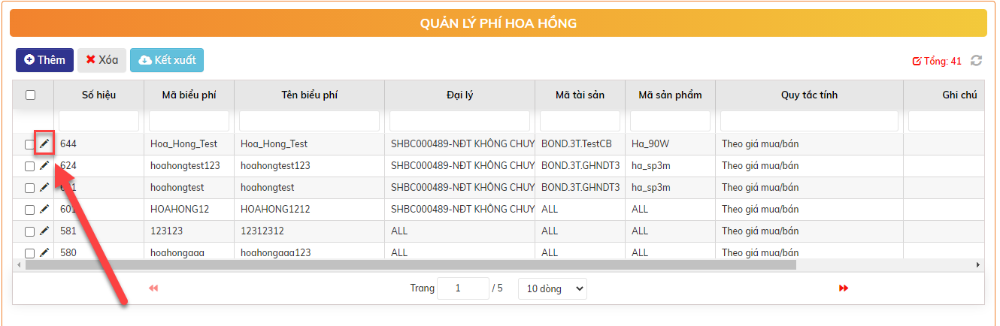 QUẢN LÝ PHÍ HOA HỒNG
Thêm Xóa Kết xuất Tổng: 41
Số hiệu Mã biểu phí Tên biểu phí Đại lý Mã tài sản Mã sản phẩm Quy tắc tính Ghi chú
644 Hoa_Hong_Test Hoa_Hong_Test SHBC000489-NĐT KHÔNG CHUY BOND.3T.TestCB Ha_90W Theo giá mua/bán
624 hoahongtest123 hoahongtest123 SHBC000489-NĐT KHÔNG CHUY BOND.3T.GHNDT3 ha_sp3m Theo giá mua/bán
hoahongtest hoahongtest SHBC000489-NĐT KHÔNG CHUY BOND.3T.GHNDT3 ha_sp3m Theo giá mua/bán
601 HOAHONG12 HOAHONG1212 SHBC000489-NĐT KHÔNG CHUY ALL ALL Theo giá mua/bán
581 123123 12312312 ALL ALL ALL Theo giá mua/bán
580 hoahongaaa hoahongaaa123 ALL ALL ALL Theo giá mua/bán
Trang 1 / 5 10 dòng